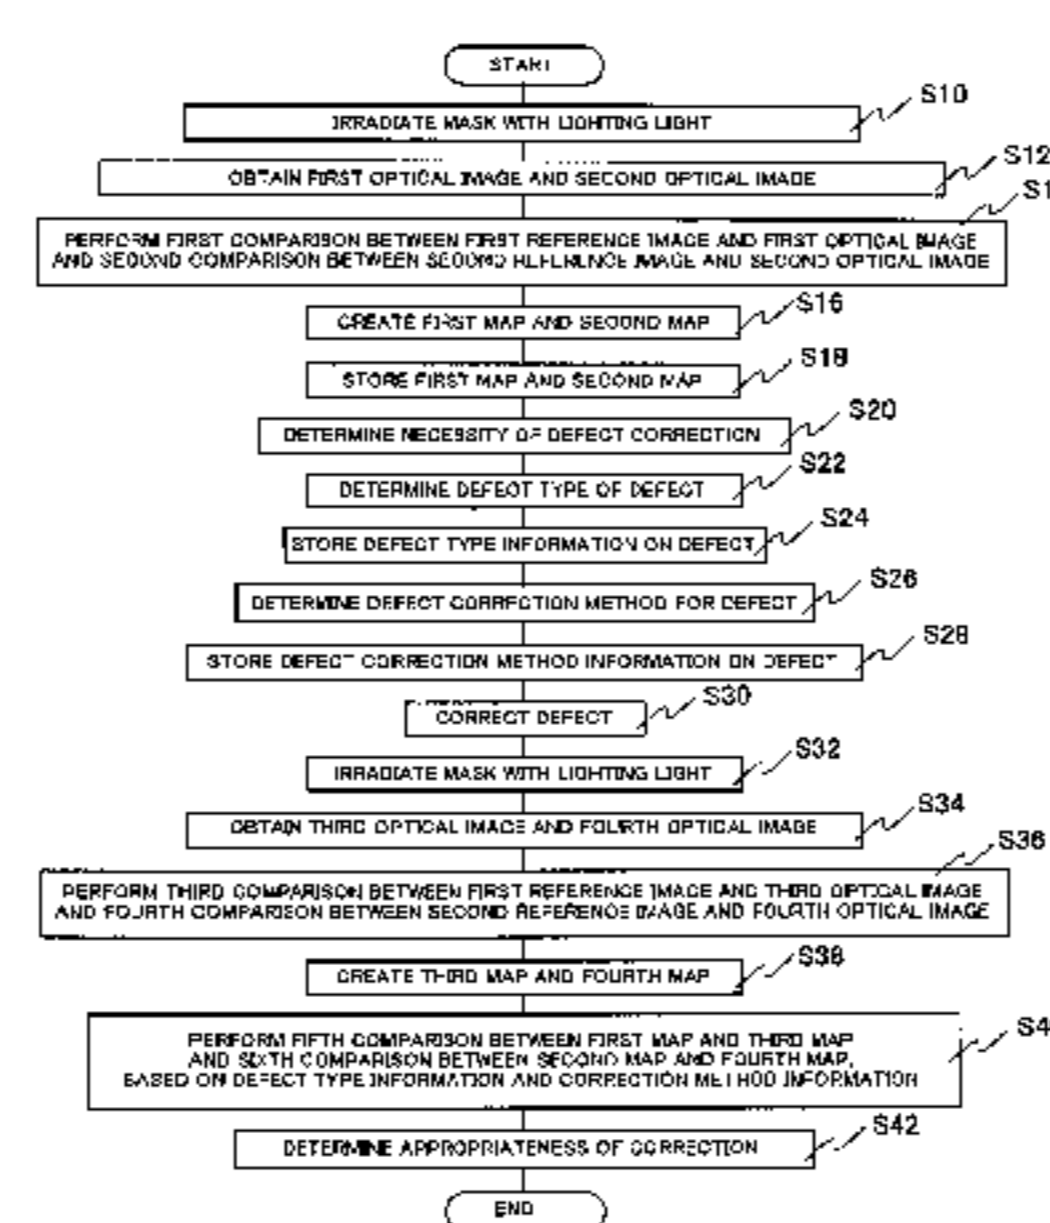 START
S10
IRRADIATE MASK WITH LIGHTING LIGHT
S12
OBTAIN FIRST OPTICAL IMAGE AND SECOND OPTICAL IMAGE
S1
PERFORM FIRST COMPARISON BETWEEN FIRST REFERENCE IMAGE AND FIRST OPTICAL IMAGE
AND SECOND COMPARISON BETWEEN SECOND REFERENCE IMAGE AND SECOND OPTICAL IMAGE
S16
CREATE FIRST MAP AND SECOND MAP
S18
STORE FIRST MAP AND SECOND MAP
S20
DETERMINE NECESSITY OF DEFECT CORRECTION
S22
DETERMINE DEFECT TYPE OF DEFECT
S24
STORE DEFECT TYPE INFORMATION ON DEFECT
S26
DETERMINE DEFECT CORRECTION METHOD FOR DEFECT
S28
STORE DEFECT CORRECTION METHOD INFORMATION ON DEFECT
S30
CORRECT DEFECT
S32
IRRADIATE MASK WITH LIGHTING LIGHT
S34
OBTAIN THIRD OPTICAL IMAGE AND FOURTH OPTICAL IMAGE
S36
PERFORM THIRD COMPARISON BETWEEN FIRST REFERENCE IMAGE AND THIRD OPTICAL IMAGE
AND FOURTH COMPARISON BETWEEN SECOND REFERENCE IMAGE AND FOURTH OPTICAL IMAGE
S38
CREATE THIRD MAP AND FOURTH MAP
S4
PERFORM FIFTH COMPARISON BETWEEN FIRST MAP AND THIRD MAP
AND SIXTH COMPARISON BETWEEN SECOND MAP AND FOURTH MAP,
BASED ON DEFECT TYPE INFORMATION AND CORRECTION METHOD INFORMATION
S42
DETERMINE APPROPRIATENESS OF CORRECTION
END